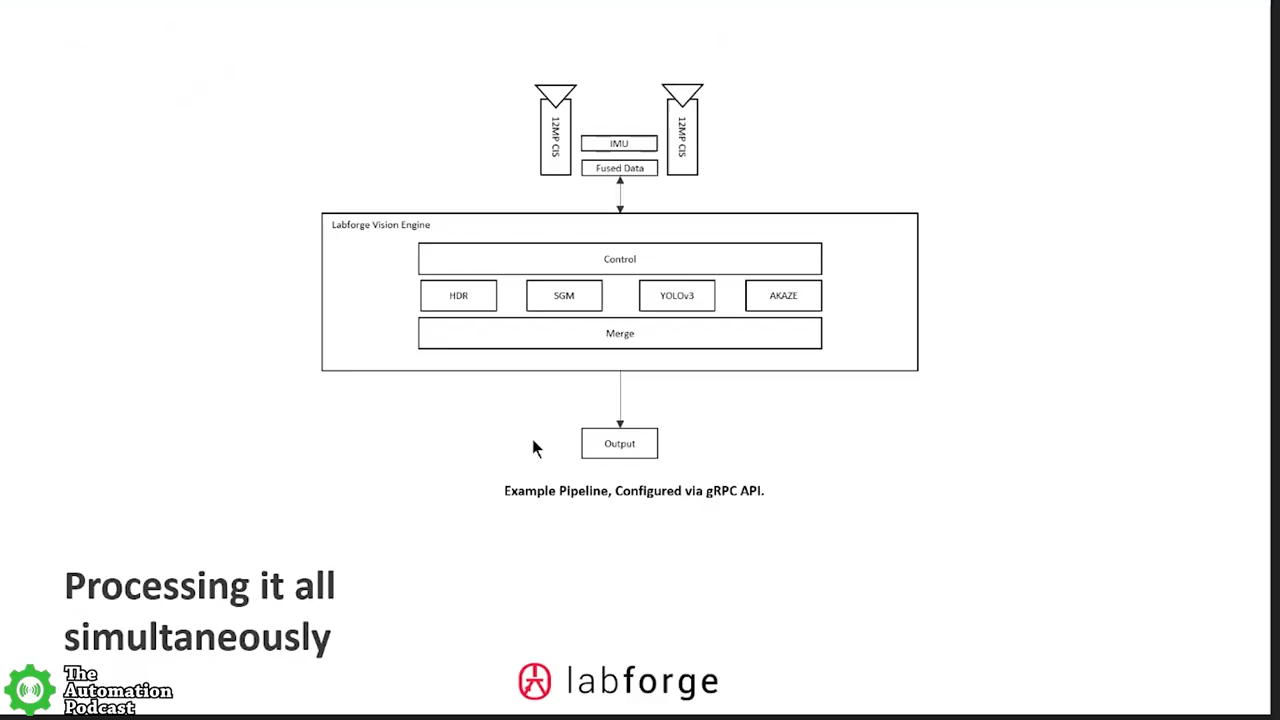 12MP CIS
12MP CIS
IMU
Fused Data
Labforge Vision Engine
Control
HDR
SGM
YOLOv3
AKAZE
Merge
Output
Example Pipeline, Configured via gRPC API.
Processing it all
simultaneously
The
Automation
Podcast
labforge